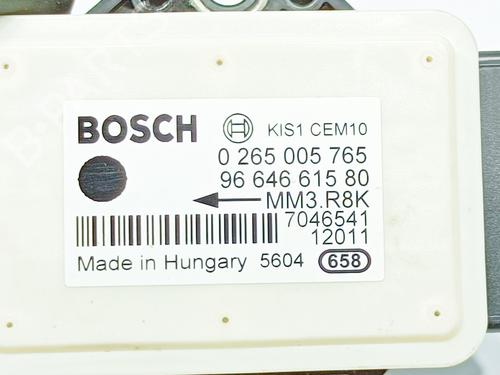 BOSCH KIS1 CEM10
0 265 005 765
96 646 615 80
MM3.R8K
7046541
12011
Made in Hungary 5604 658